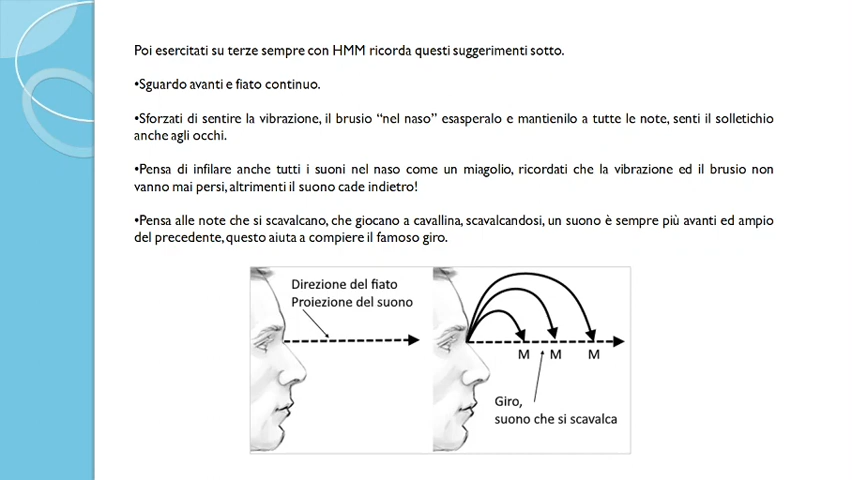 Poi esercitati su terze sempre con HMM ricorda questi suggerimenti sotto.
•Sguardo avanti e fiato continuo.
•Sforzati di sentire la vibrazione, il brusio “nel naso” esasperalo e mantienilo a tutte le note, senti il solletichio
anche agli occhi.
•Pensa di infilare anche tutti i suoni nel naso come un miagolio, ricordati che la vibrazione ed il brusio non
vanno mai persi, altrimenti il suono cade indietro!
•Pensa alle note che si scavalcano, che giocano a cavallina, scavalcandosi, un suono è sempre più avanti ed ampio
del precedente, questo aiuta a compiere il famoso giro.
Direzione del fiato
Proiezione del suono
M M M
Giro,
suono che si scavalca